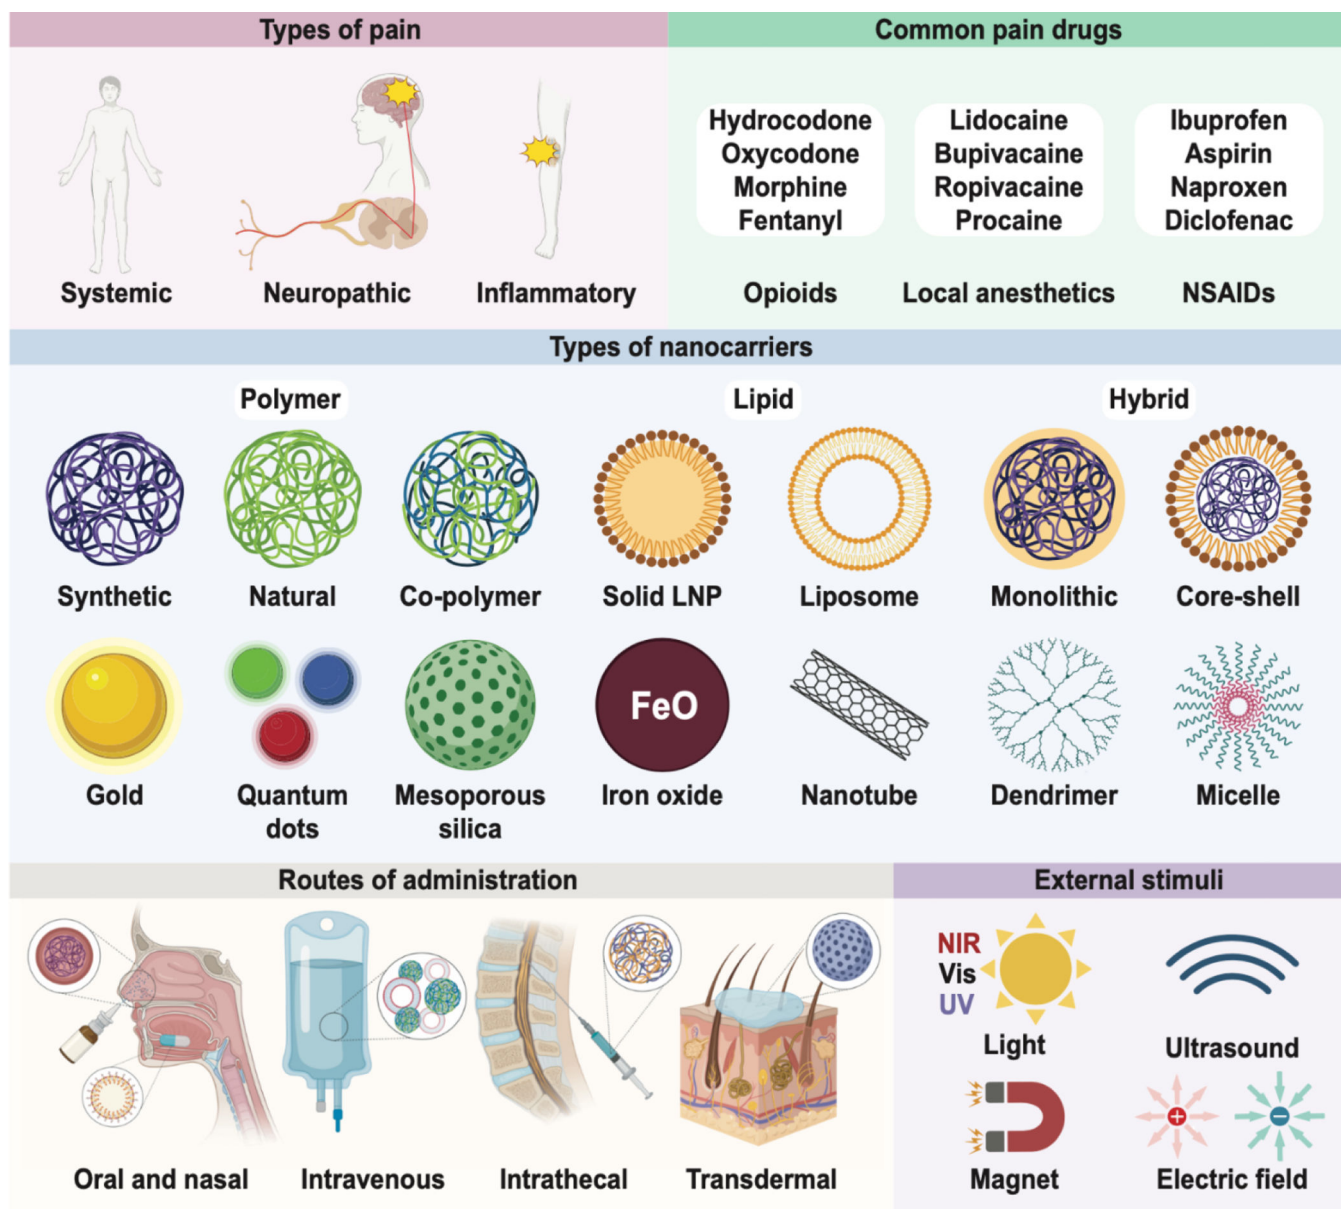 Types of pain
Common pain drugs
Hydrocodone
Oxycodone
Morphine
Fentanyl
Lidocaine
Bupivacaine
Ropivacaine
Procaine
Ibuprofen
Aspirin
Naproxen
Diclofenac
Systemic
Neuropathic
Inflammatory
Opioids
Local anesthetics
NSAIDs
Types of nanocarriers
Polymer
Lipid
Hybrid
Synthetic
Natural
Co-polymer
Solid LNP
Liposome
Monolithic
Core-shell
FeO
Gold
Quantum
dots
Mesoporous
silica
Iron oxide
Nanotube
Dendrimer
Micelle
Routes of administration
External stimuli
NIR
Vis
UV
Light
Ultrasound
+
−
Oral and nasal
Intravenous
Intrathecal
Transdermal
Magnet
Electric field